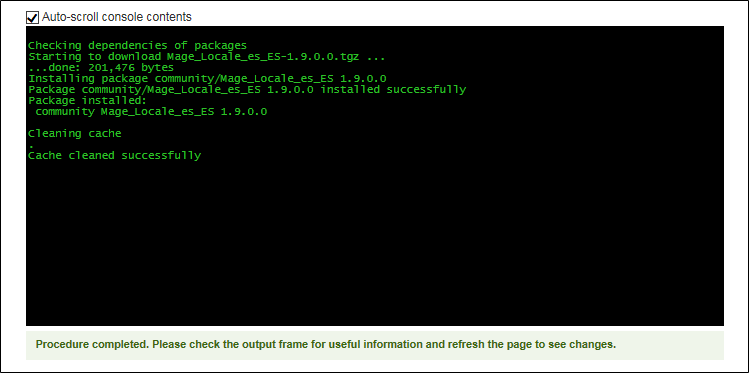 Auto-scroll console contents
Checking dependencies of packages
Starting to download Mage_Locale_es_ES-1.9.0.0.tgz ...
...done: 201,476 bytes
Installing package community/Mage_Locale_es_ES 1.9.0.0
Package community/Mage_Locale_es_ES 1.9.0.0 installed successfully
Package installed:
community Mage_Locale_es_ES 1.9.0.0
Cleaning cache
.
Cache cleaned successfully
Procedure completed. Please check the output frame for useful information and refresh the page to see changes.